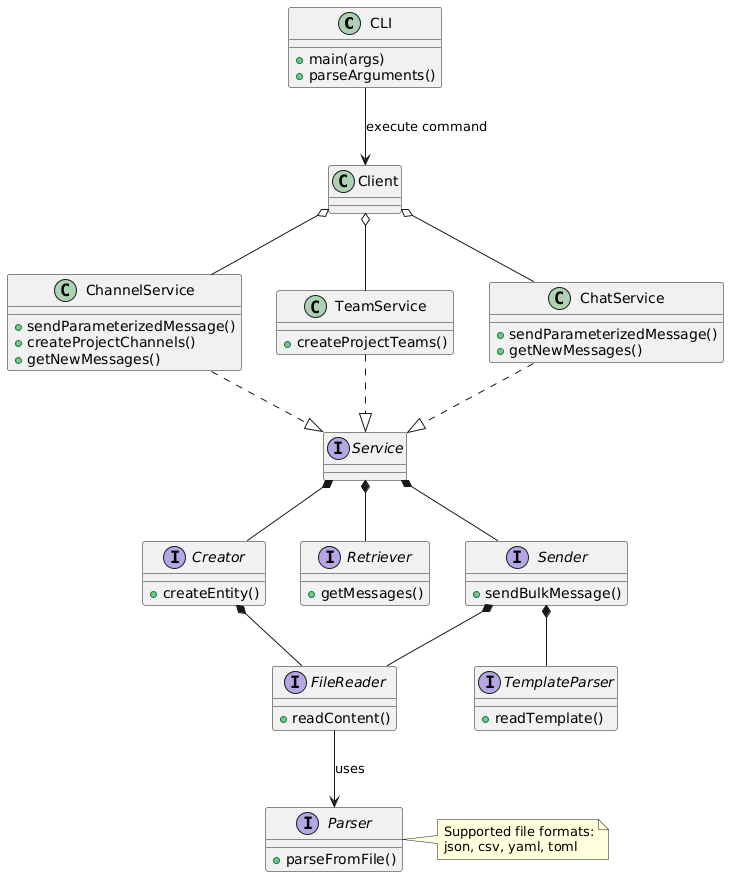 C CLI
main(args)
parseArguments()
execute command
C Client
C ChannelService
sendParameterizedMessage()
createProjectChannels()
getNewMessages()
C TeamService
createProjectTeams()
C ChatService
sendParameterizedMessage()
getNewMessages()
I Service
I Creator
createEntity()
I Retriever
getMessages()
I Sender
sendBulkMessage()
I FileReader
readContent()
I TemplateParser
readTemplate()
uses
I Parser
parseFromFile()
Supported file formats:
json, csv, yaml, toml